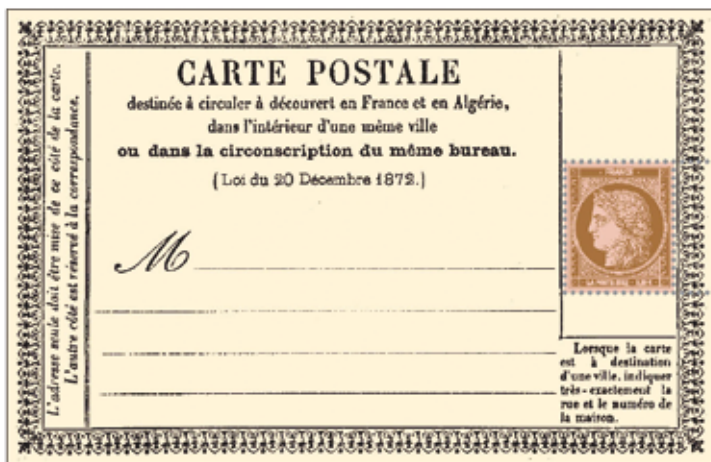 CARTE POSTALE
destinée à circuler à découvert en France et en Algérie,
dans l'intérieur d'une même ville
ou dans la circonscription du même bureau.
(Loi du 20 Décembre 1872.)
M
L'adresse seule doit être mise de ce côté de la carte.
L'autre côté est réservé à la correspondance.
Lorsque la carte
est à destination
d'une ville, indiquer
très-exactement la
rue et le numéro de
la maison.